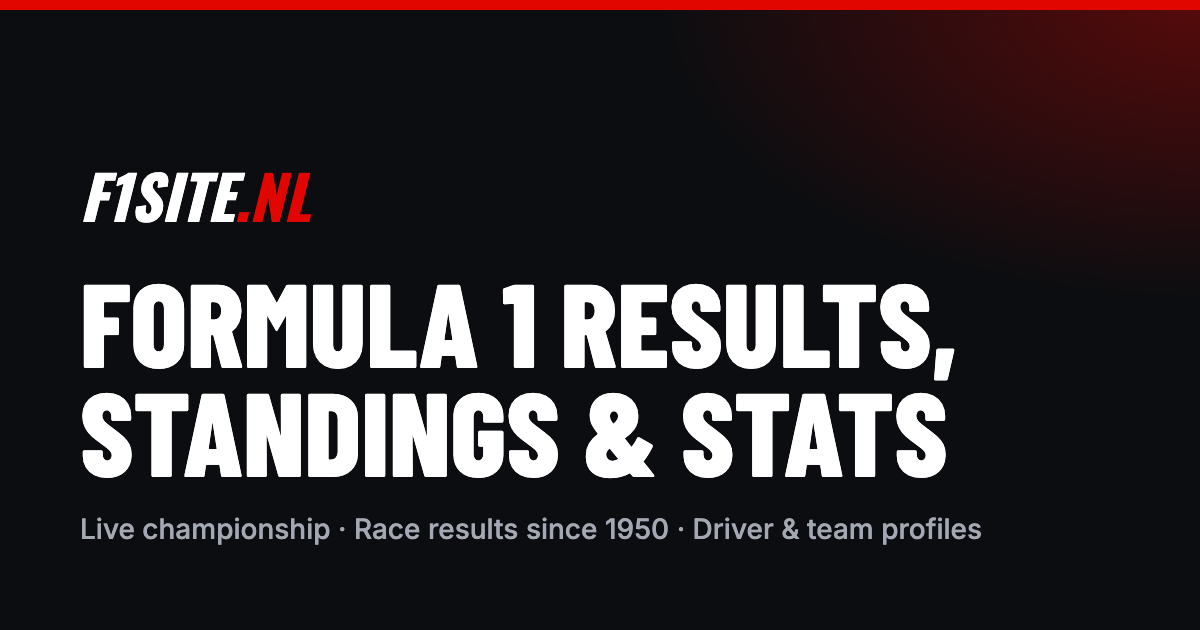 F1SITE.NL
FORMULA 1 RESULTS,
STANDINGS & STATS
Live championship · Race results since 1950 · Driver & team profiles